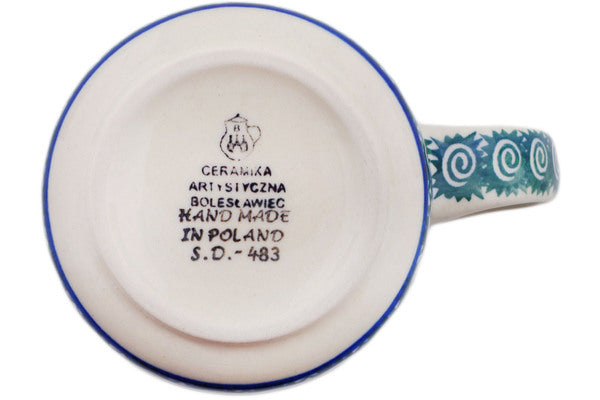 CERAMIKA
ARTYSTYCZNA
BOLESŁAWIEC
HAND MADE
IN POLAND
S.D.-483